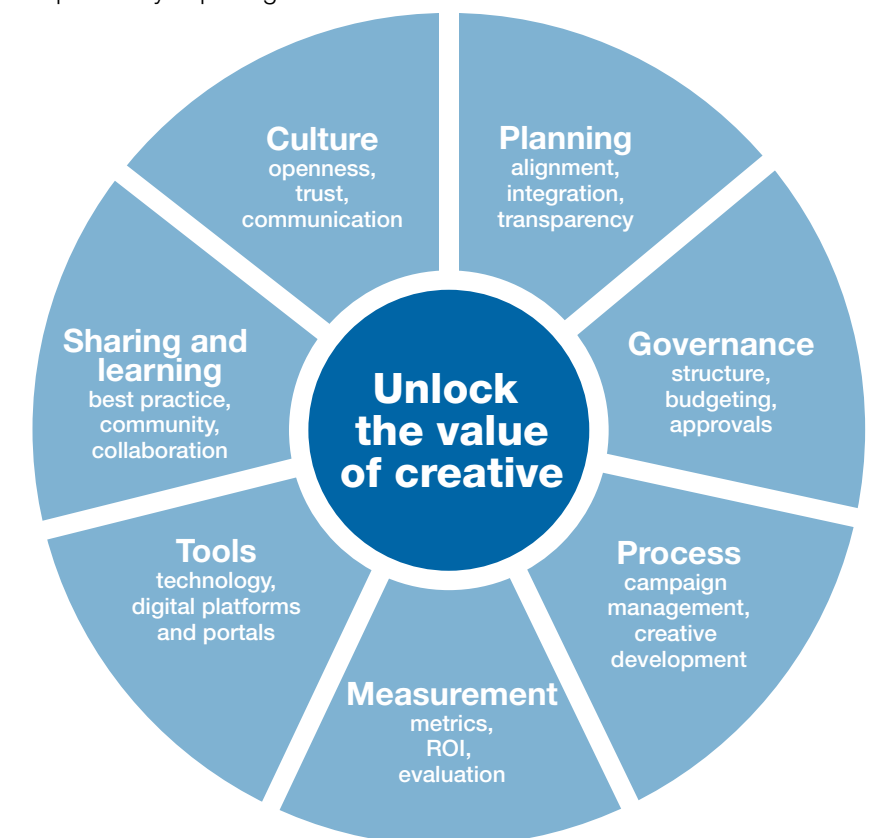 Culture
openness,
trust,
communication
Planning
alignment,
integration,
transparency
Governance
structure,
budgeting,
approvals
Process
campaign
management,
creative
development
Measurement
metrics,
ROI,
evaluation
Tools
technology,
digital platforms
and portals
Sharing and
learning
best practice,
community,
collaboration
Unlock
the value
of creative